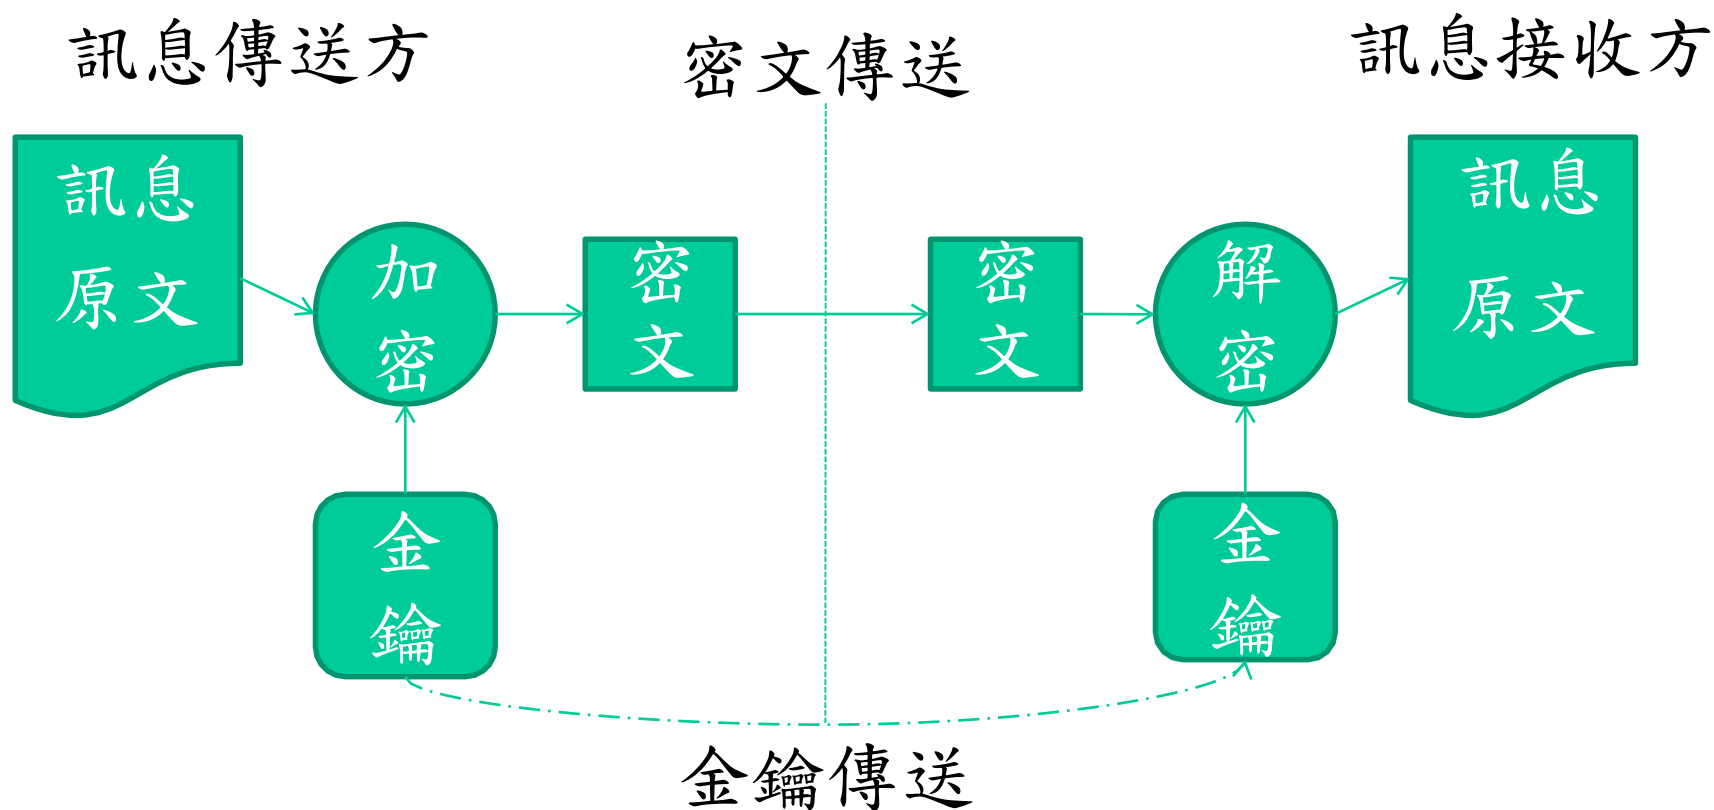 訊息傳送方
密文傳送
訊息接收方
訊息
原文
加
密
密
文
密
文
解
密
訊息
原文
金
鑰
金
鑰
金鑰傳送